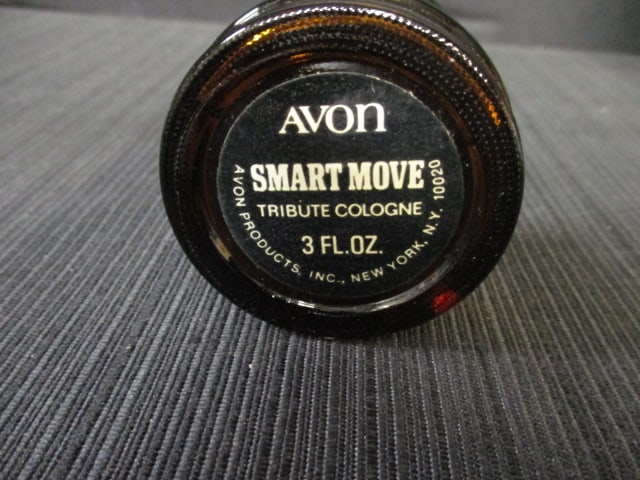 AVON
SMART MOVE
TRIBUTE COLOGNE
3 FL.OZ.
AVON PRODUCTS, INC., NEW YORK, N.Y. 10020